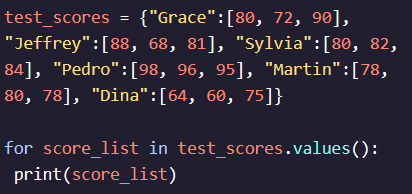 test_scores = {"Grace":[80, 72, 90],
"Jeffrey":[88, 68, 81], "Sylvia":[80, 82,
84], "Pedro":[98, 96, 95], "Martin":[78,
80, 78], "Dina":[64, 60, 75]}

for score_list in test_scores.values():
 print(score_list)